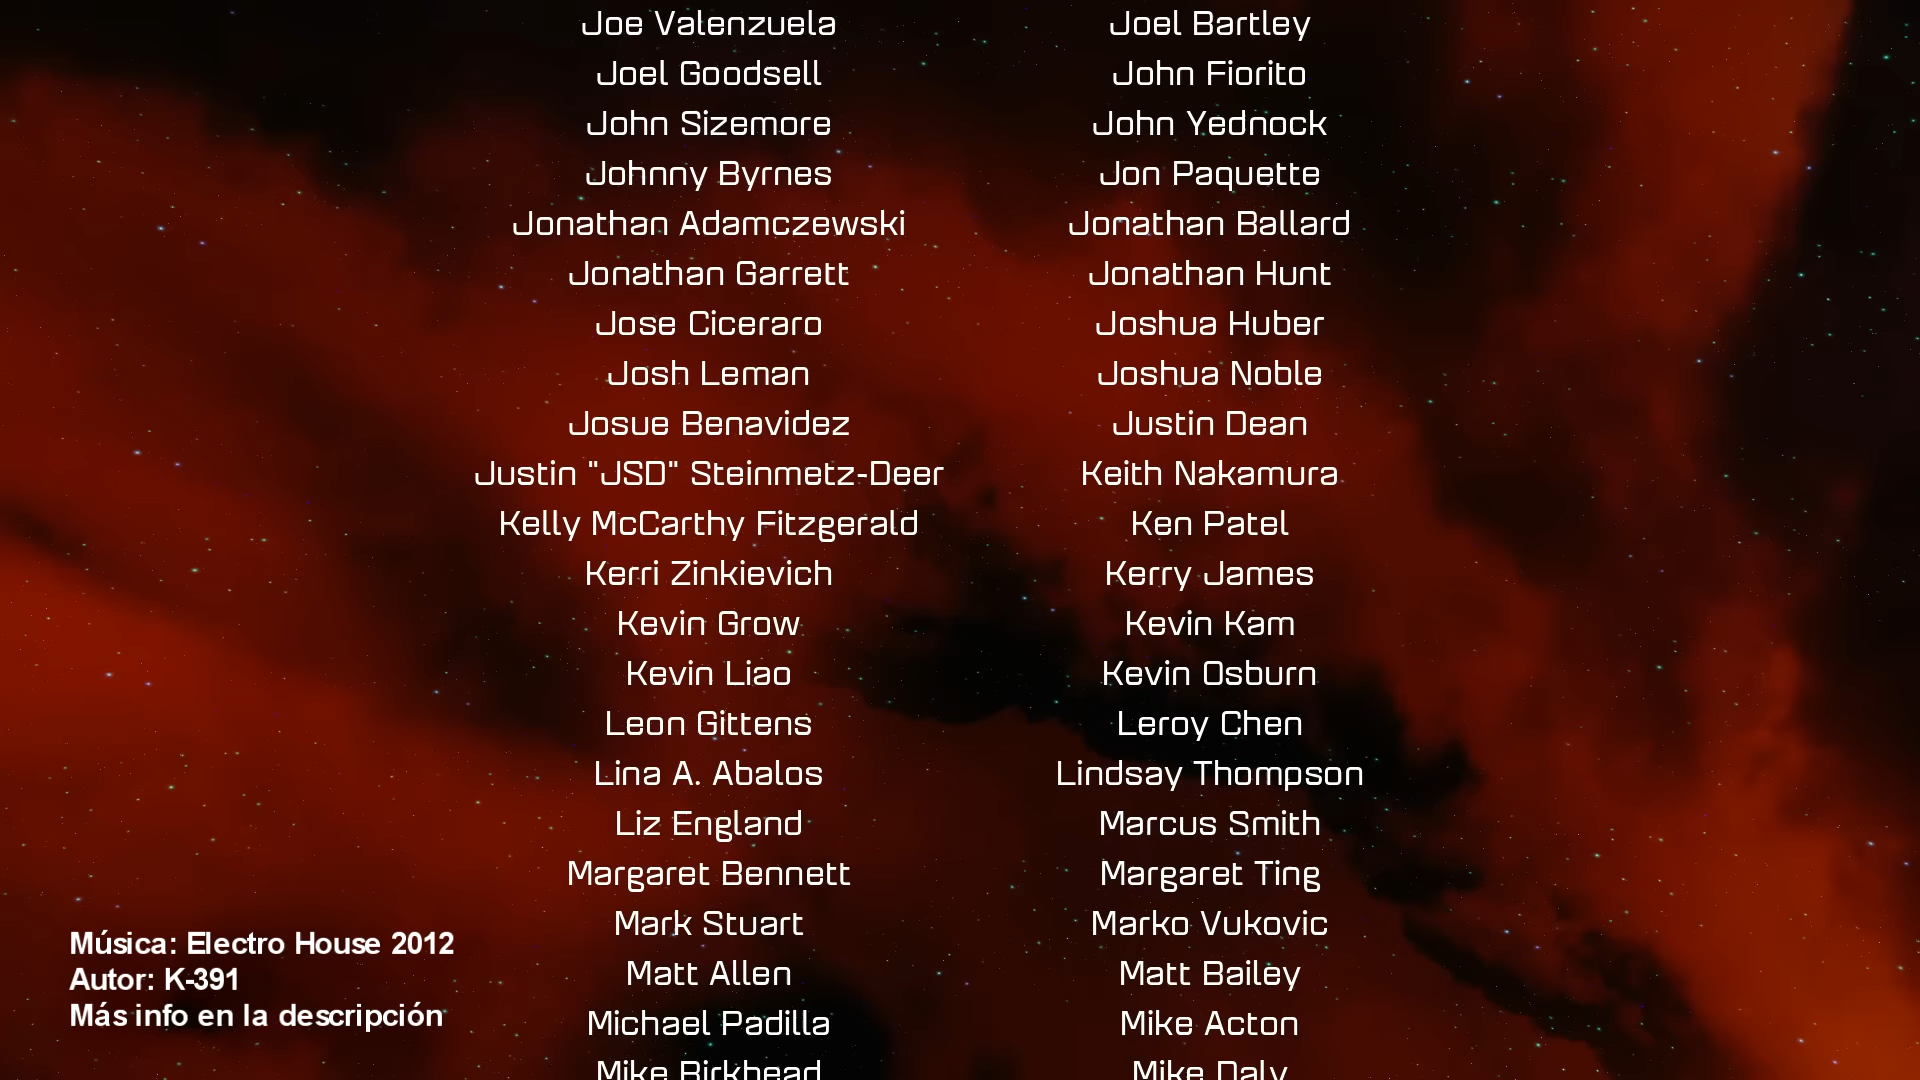 Joe Valenzuela Joel Bartley
Joel Goodsell John Fiorito
John Sizemore John Yednock
Johnny Byrnes Jon Paquette
Jonathan Adamczewski Jonathan Ballard
Jonathan Garrett Jonathan Hunt
Jose Ciceraro Joshua Huber
Josh Leman Joshua Noble
Josue Benavidez Justin Dean
Justin "JSD" Steinmetz-Deer Keith Nakamura
Kelly McCarthy Fitzgerald Ken Patel
Kerri Zinkievich Kerry James
Kevin Grow Kevin Kam
Kevin Liao Kevin Osburn
Leon Gittens Leroy Chen
Lina A. Abalos Lindsay Thompson
Liz England Marcus Smith
Margaret Bennett Margaret Ting
Mark Stuart Marko Vukovic
Matt Allen Matt Bailey
Michael Padilla Mike Acton
Mike Birkhead Mike Daly
Música: Electro House 2012
Autor: K-391
Más info en la descripción